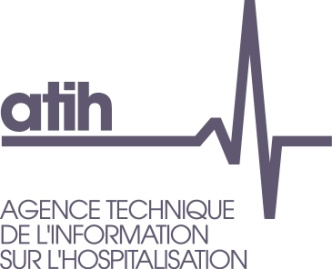 atih
AGENCE TECHNIQUE
DE L'INFORMATION
SUR L'HOSPITALISATION